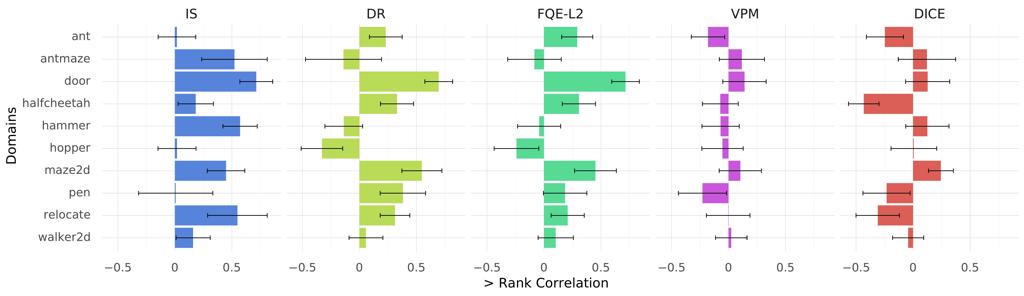 IS DR FQE-L2 VPM DICE
Domains
ant
antmaze
door
halfcheetah
hammer
hopper
maze2d
pen
relocate
walker2d
−0.5 0 0.5 −0.5 0 0.5 −0.5 0 0.5 −0.5 0 0.5 −0.5 0 0.5
> Rank Correlation